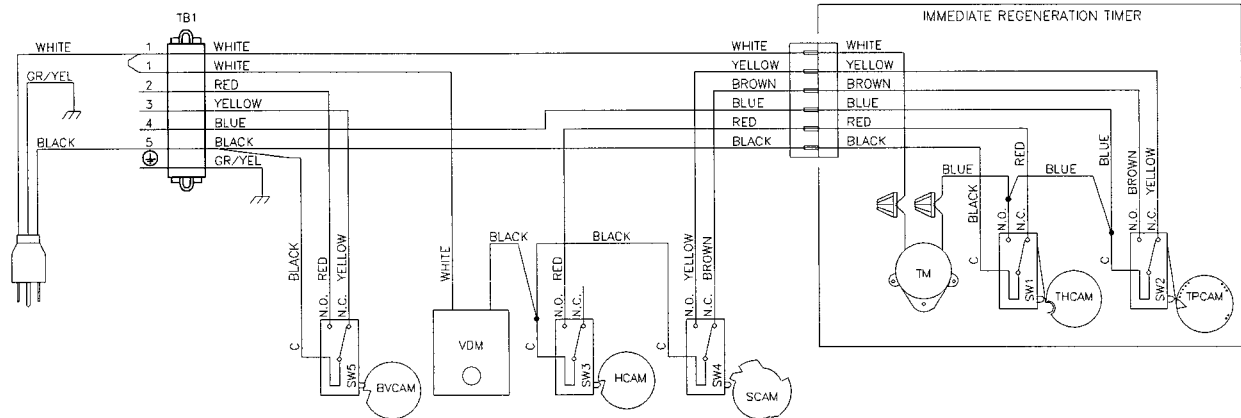 TB1
IMMEDIATE REGENERATION TIMER
WHITE 1 WHITE WHITE WHITE
1 WHITE YELLOW YELLOW
GR/YEL 2 RED BROWN BROWN
3 YELLOW BLUE BLUE
4 BLUE RED RED
BLACK 5 BLACK BLACK BLACK
GR/YEL
BLUE BLACK RED BLUE BLUE BROWN YELLOW
N.O. N.C. N.O. N.C.
C C
TM SW1 THCAM SW2 TPCAM
BLACK RED YELLOW WHITE BLACK BLACK RED YELLOW BROWN
N.O. N.C. N.O. N.C. N.O. N.C.
C C C
VDM
SW5 BVCAM SW3 HCAM SW4 SCAM